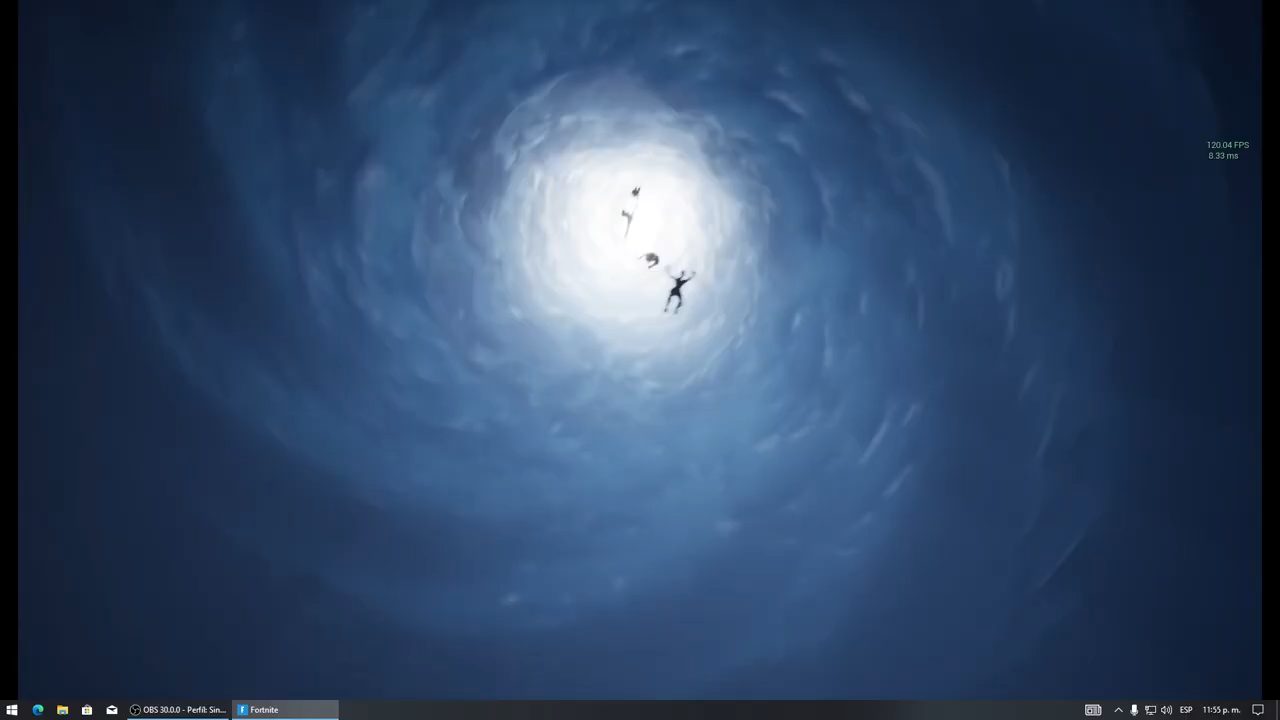 120.04 FPS
8.33 ms
OBS 30.0.0 - Perfil: Sin...
Fortnite
ESP
11:55 p. m.